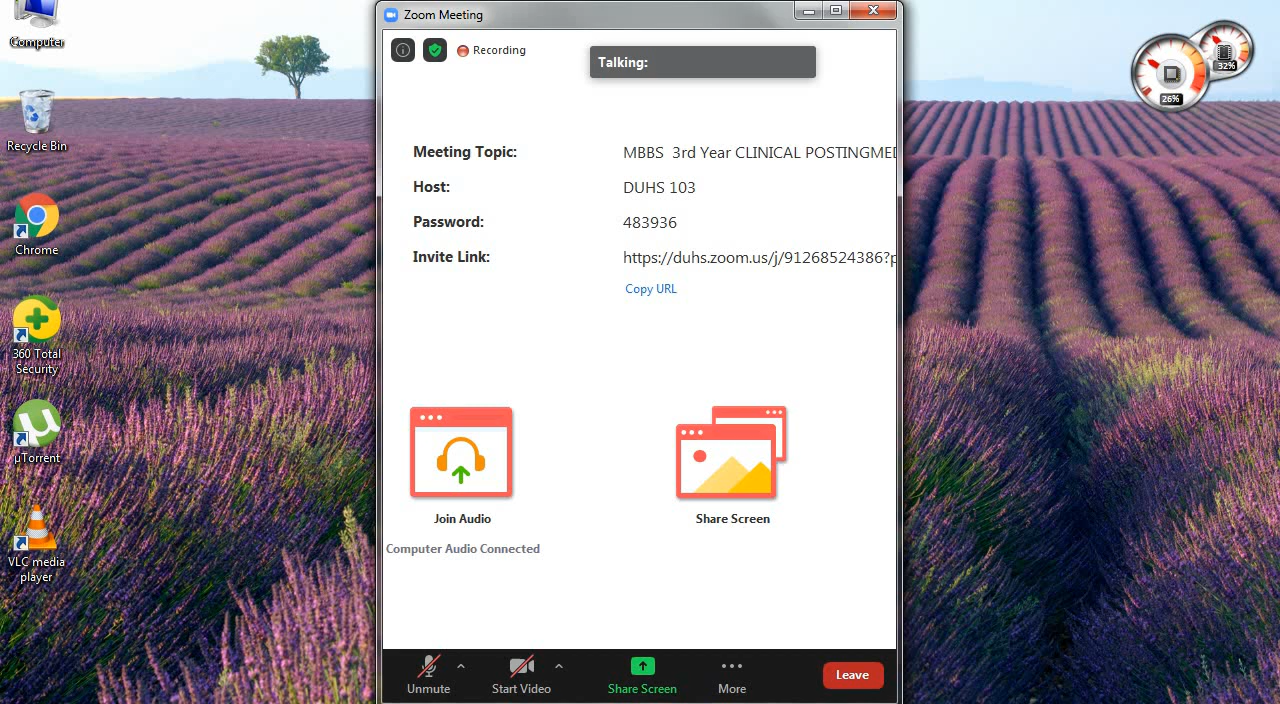 Computer
Recycle Bin
Chrome
360 Total
Security
µTorrent
VLC media
player
Zoom Meeting
Recording
Talking:
Meeting Topic:
MBBS  3rd Year CLINICAL POSTINGMED
Host:
DUHS 103
Password:
483936
Invite Link:
https://duhs.zoom.us/j/91268524386?p
Copy URL
Join Audio
Share Screen
Computer Audio Connected
Unmute
Start Video
Share Screen
More
Leave
26%
32%